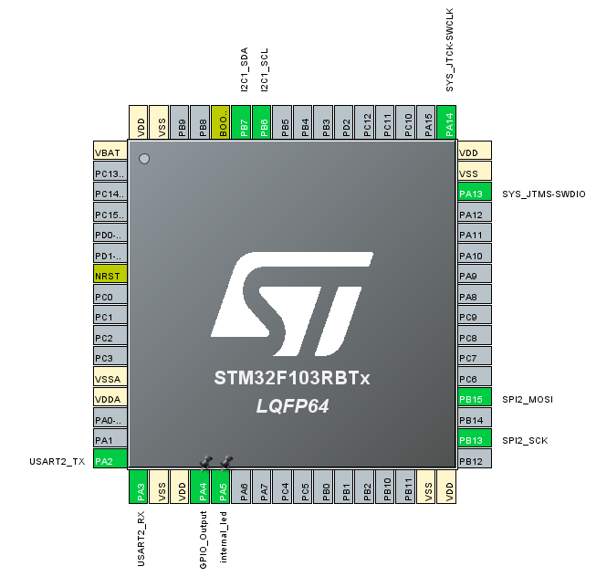 I2C1_SDA
I2C1_SCL
SYS_JTCK-SWCLK
VDD
VSS
PB9
PB8
BOO..
PB7
PB6
PB5
PB4
PB3
PD2
PC12
PC11
PC10
PA15
PA14
VBAT
PC13..
PC14..
PC15..
PD0-..
PD1-..
NRST
PC0
PC1
PC2
PC3
VSSA
VDDA
PA0-..
PA1
USART2_TX PA2
VDD
VSS
PA13 SYS_JTMS-SWDIO
PA12
PA11
PA10
PA9
PA8
PC9
PC8
PC7
PC6
PB15 SPI2_MOSI
PB14
PB13 SPI2_SCK
PB12
ST
STM32F103RBTx
LQFP64
PA3
VSS
VDD
PA4
PA5
PA6
PA7
PC4
PC5
PB0
PB1
PB2
PB10
PB11
VSS
VDD
USART2_RX
GPIO_Output
internal_led